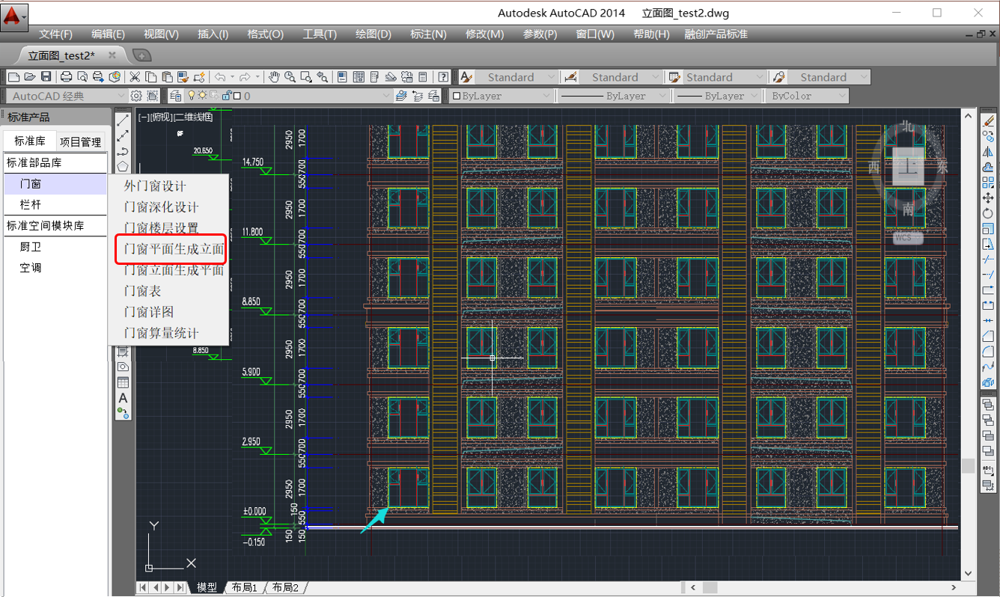 Autodesk AutoCAD 2014 立面图_test2.dwg
文件(F) 编辑(E) 视图(V) 插入(I) 格式(O) 工具(T) 绘图(D) 标注(N) 修改(M) 参数(P) 窗口(W) 帮助(H) 融创产品标准
立面图_test2*
Standard Standard Standard Standard
AutoCAD 经典 0 ByLayer ByLayer ByLayer ByColor
标准产品
标准库 项目管理
标准部品库
门窗
栏杆
标准空间模块库
厨卫
空调
外门窗设计
门窗深化设计
门窗楼层设置
门窗平面生成立面
门窗立面生成平面
门窗表
门窗详图
门窗算量统计
A
[−][俯视][二维线框]
20.650
8.850
14.750
11.800
8.850
5.900
2.950
±0.000
−0.150
2950 1700
550700
2950 1700
550700
2950 1700
550700
2950 1700
550700
2950 1700
550700
2950 1700
150 550
150 150
北
西 上 东
南
WCS
Y
X
模型 布局1 布局2